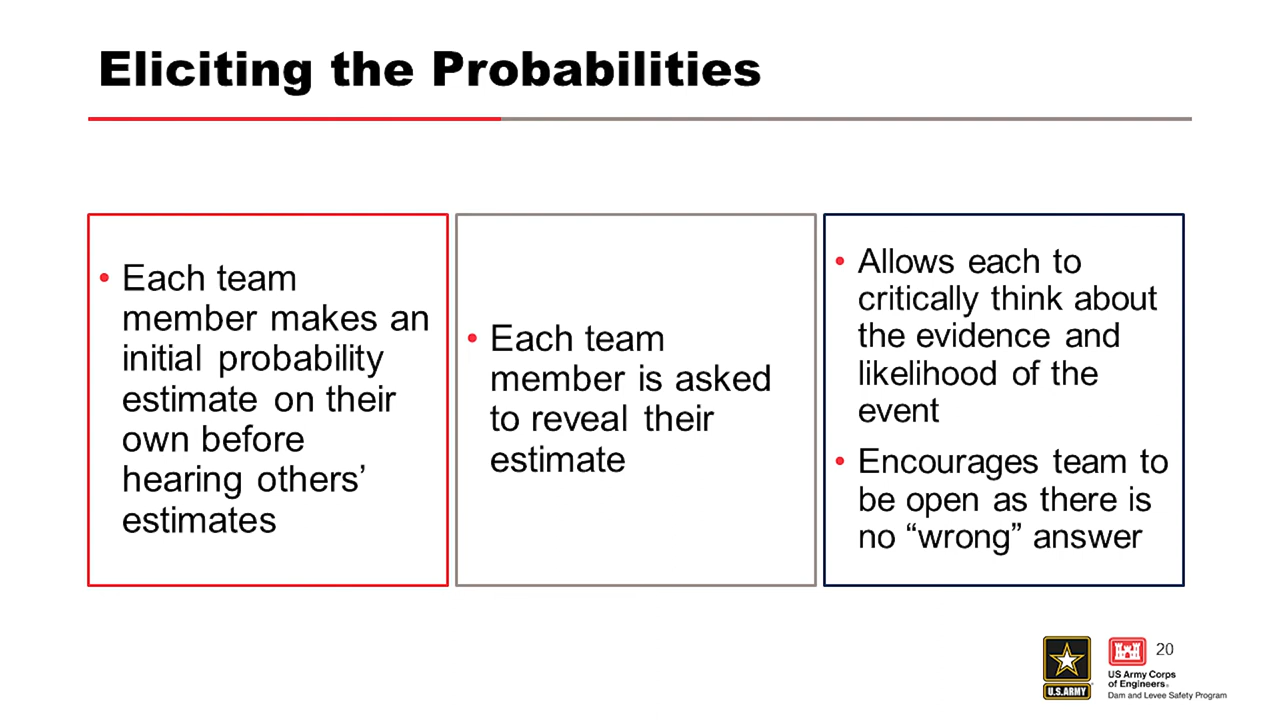 Eliciting the Probabilities
• Each team
member makes an
initial probability
estimate on their
own before
hearing others’
estimates
• Each team
member is asked
to reveal their
estimate
• Allows each to
critically think about
the evidence and
likelihood of the
event
• Encourages team to
be open as there is
no “wrong” answer
U.S.ARMY
20
US Army Corps
of Engineers®
Dam and Levee Safety Program